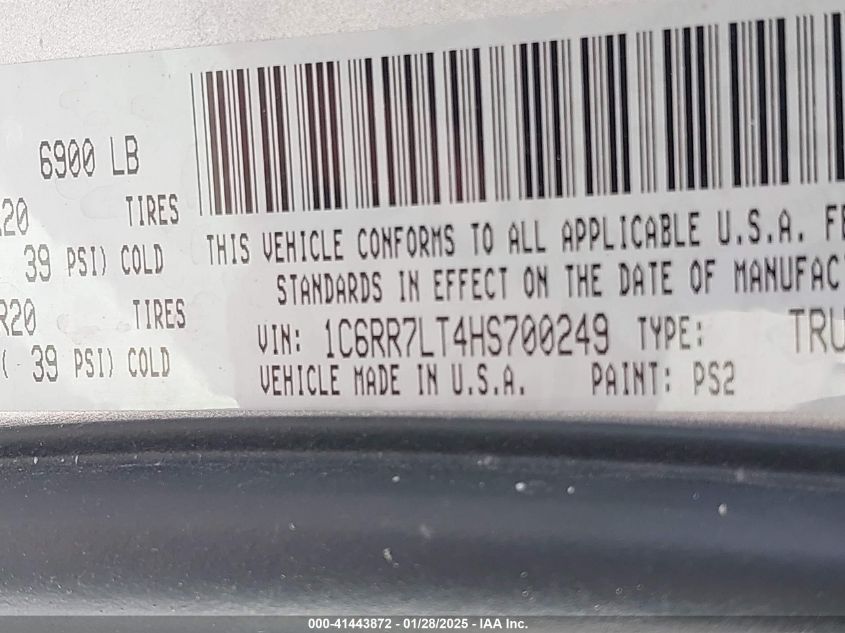 6900 LB
R20 TIRES
39 PSI) COLD
R20 TIRES
( 39 PSI) COLD
THIS VEHICLE CONFORMS TO ALL APPLICABLE U.S.A. FE
STANDARDS IN EFFECT ON THE DATE OF MANUFAC
VIN: 1C6RR7LT4HS700249 TYPE: TRU
VEHICLE MADE IN U.S.A. PAINT: PS2
000-41443872 - 01/28/2025 - IAA Inc.